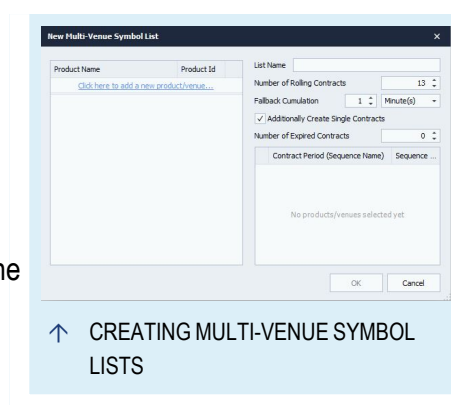 New Multi-Venue Symbol List
Product Name Product Id
Click here to add a new product/venue...
List Name
Number of Rolling Contracts 13
Fallback Cumulation 1 Minute(s)
Additionally Create Single Contracts
Number of Expired Contracts 0
Contract Period (Sequence Name) Sequence ...
No products/venues selected yet
OK Cancel
ne
↑ CREATING MULTI-VENUE SYMBOL
LISTS